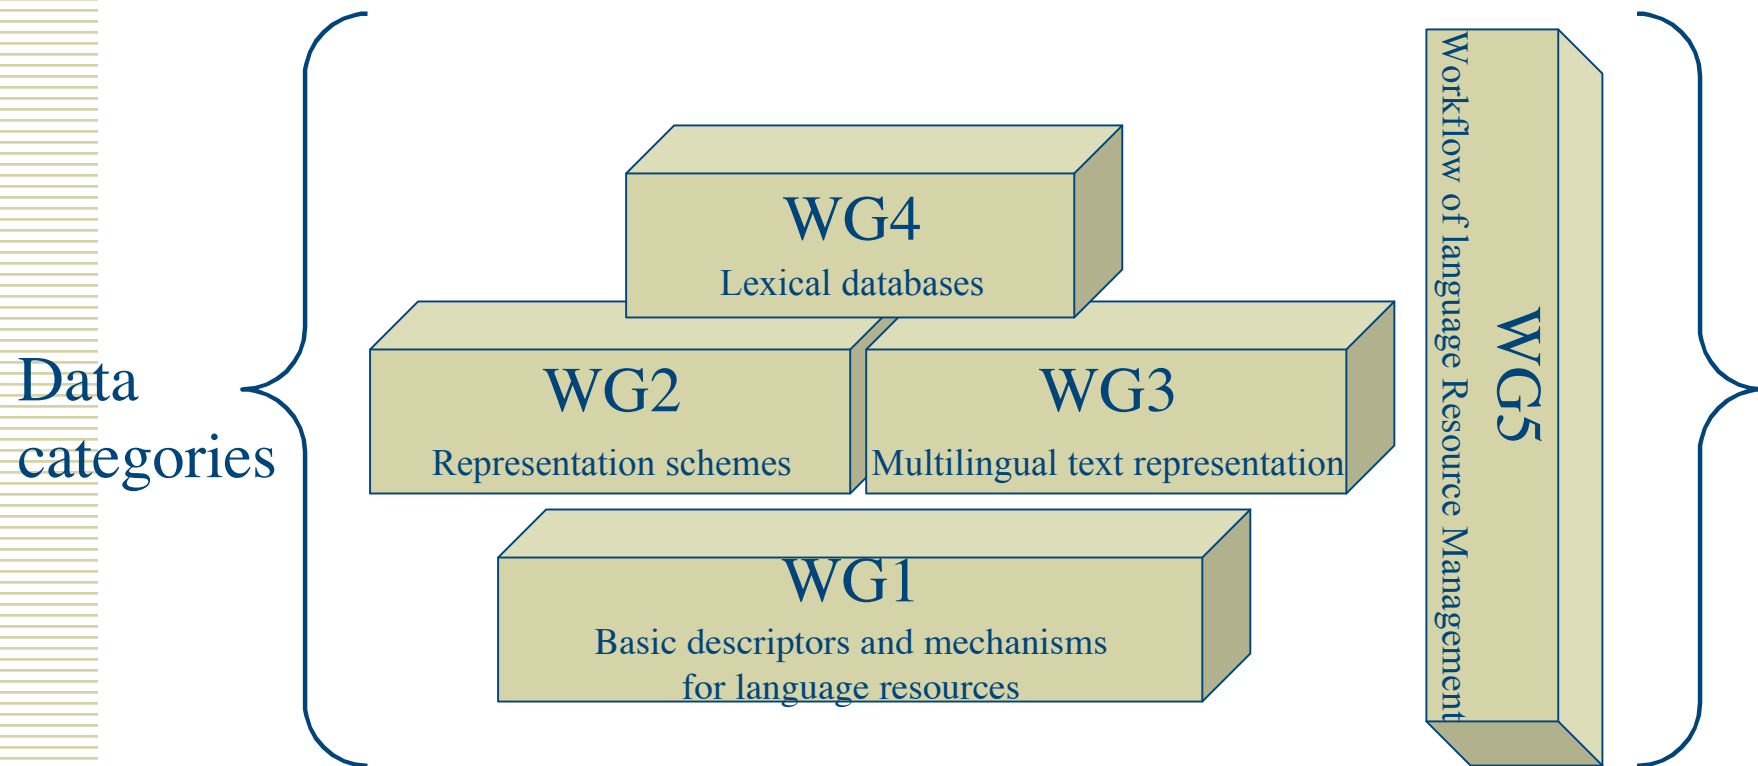 Data
categories
WG4
Lexical databases
WG2
Representation schemes
WG3
Multilingual text representation
WG1
Basic descriptors and mechanisms
for language resources
WG5
Workflow of language Resource Management